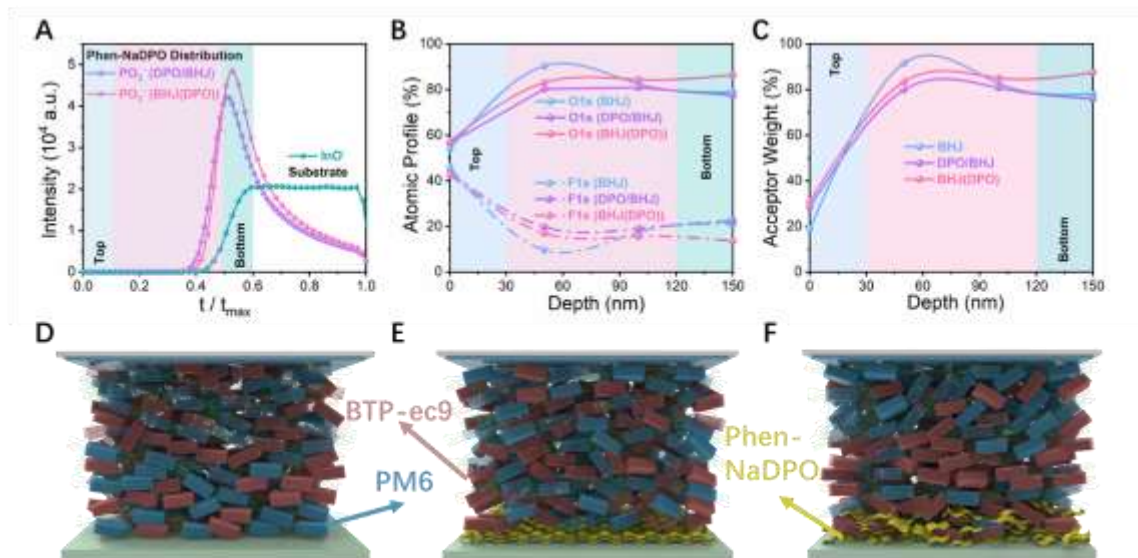 A
Phen-NaDPO Distribution
PO₂⁻ (DPO/BHJ)
PO₂⁻ (BHJ(DPO))
InO⁻
Substrate
Top
Bottom
Intensity (10⁴ a.u.)
5
4
3
2
1
0
0.0 0.2 0.4 0.6 0.8 1.0
t / tmax
B
Atomic Profile (%)
100
80
60
40
20
0
O1s (BHJ)
O1s (DPO/BHJ)
O1s (BHJ(DPO))
Top
Bottom
F1s (BHJ)
F1s (DPO/BHJ)
F1s (BHJ(DPO))
0 30 60 90 120 150
Depth (nm)
C
Acceptor Weight (%)
100
80
60
40
20
0
Top
BHJ
DPO/BHJ
BHJ(DPO)
Bottom
0 30 60 90 120 150
Depth (nm)
D
E
F
BTP-ec9
PM6
Phen-
NaDPO